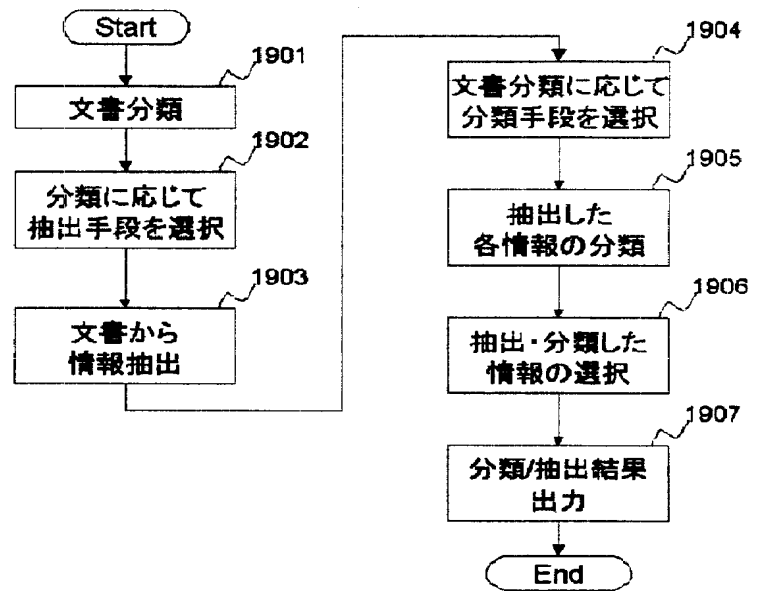 Start
1901
文書分類
1902
分類に応じて
抽出手段を選択
1903
文書から
情報抽出
1904
文書分類に応じて
分類手段を選択
1905
抽出した
各情報の分類
1906
抽出・分類した
情報の選択
1907
分類/抽出結果
出力
End